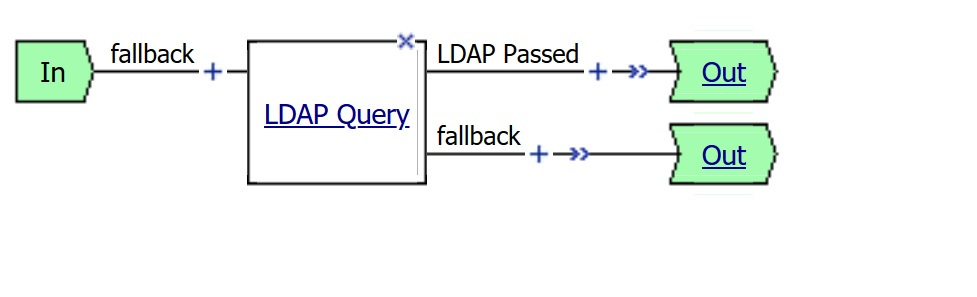 In
fallback
LDAP Query
LDAP Passed
Out
fallback
Out